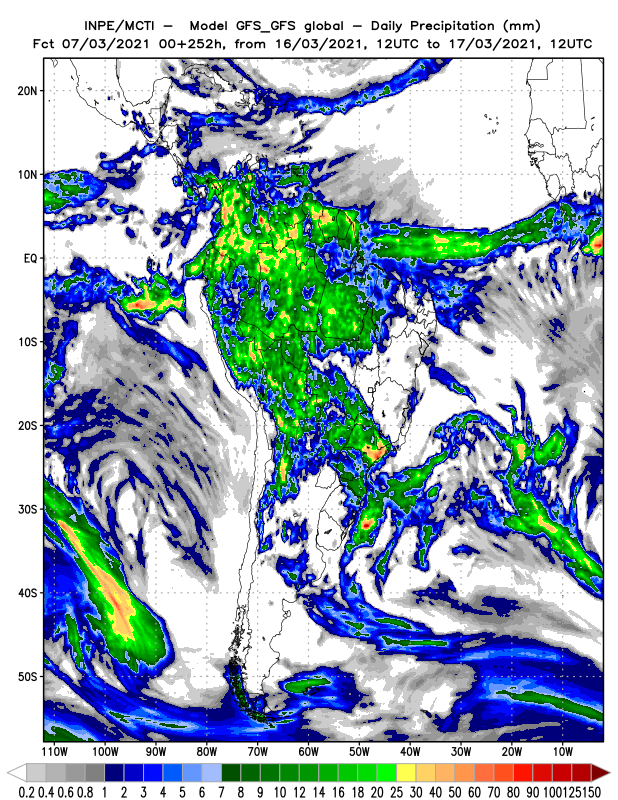 INPE/MCTI –  Model GFS_GFS global – Daily Precipitation (mm)
Fct 07/03/2021 00+252h, from 16/03/2021, 12UTC to 17/03/2021, 12UTC
20N
10N
EQ
10S
20S
30S
40S
50S
110W 100W 90W 80W 70W 60W 50W 40W 30W 20W 10W
0.2 0.4 0.6 0.8 1 2 3 4 5 6 7 8 9 10 12 14 16 18 20 25 30 40 50 60 70 80 90 100 125 150